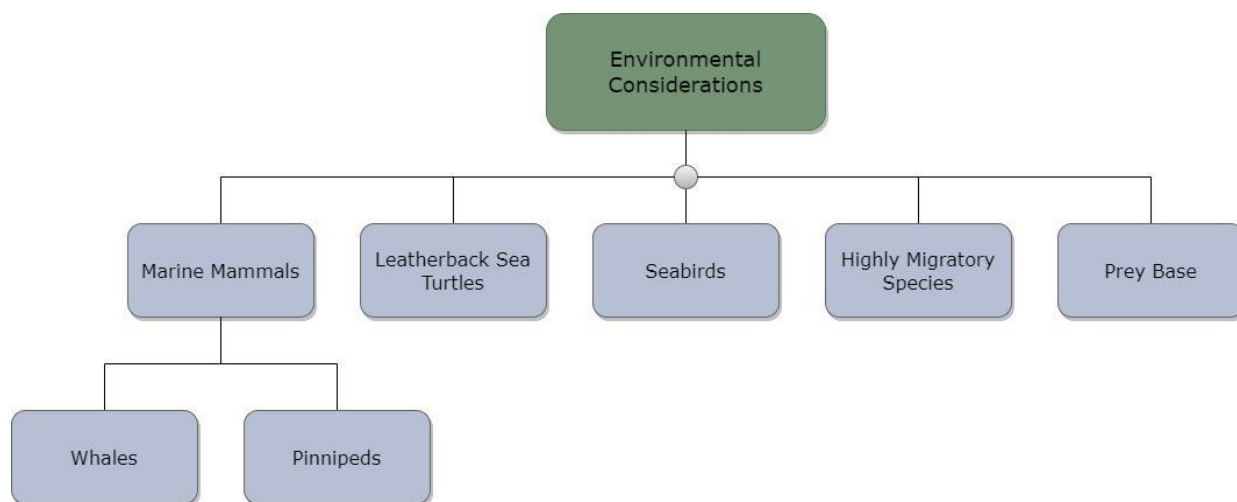 Environmental
Considerations
Marine Mammals
Leatherback Sea
Turtles
Seabirds
Highly Migratory
Species
Prey Base
Whales
Pinnipeds